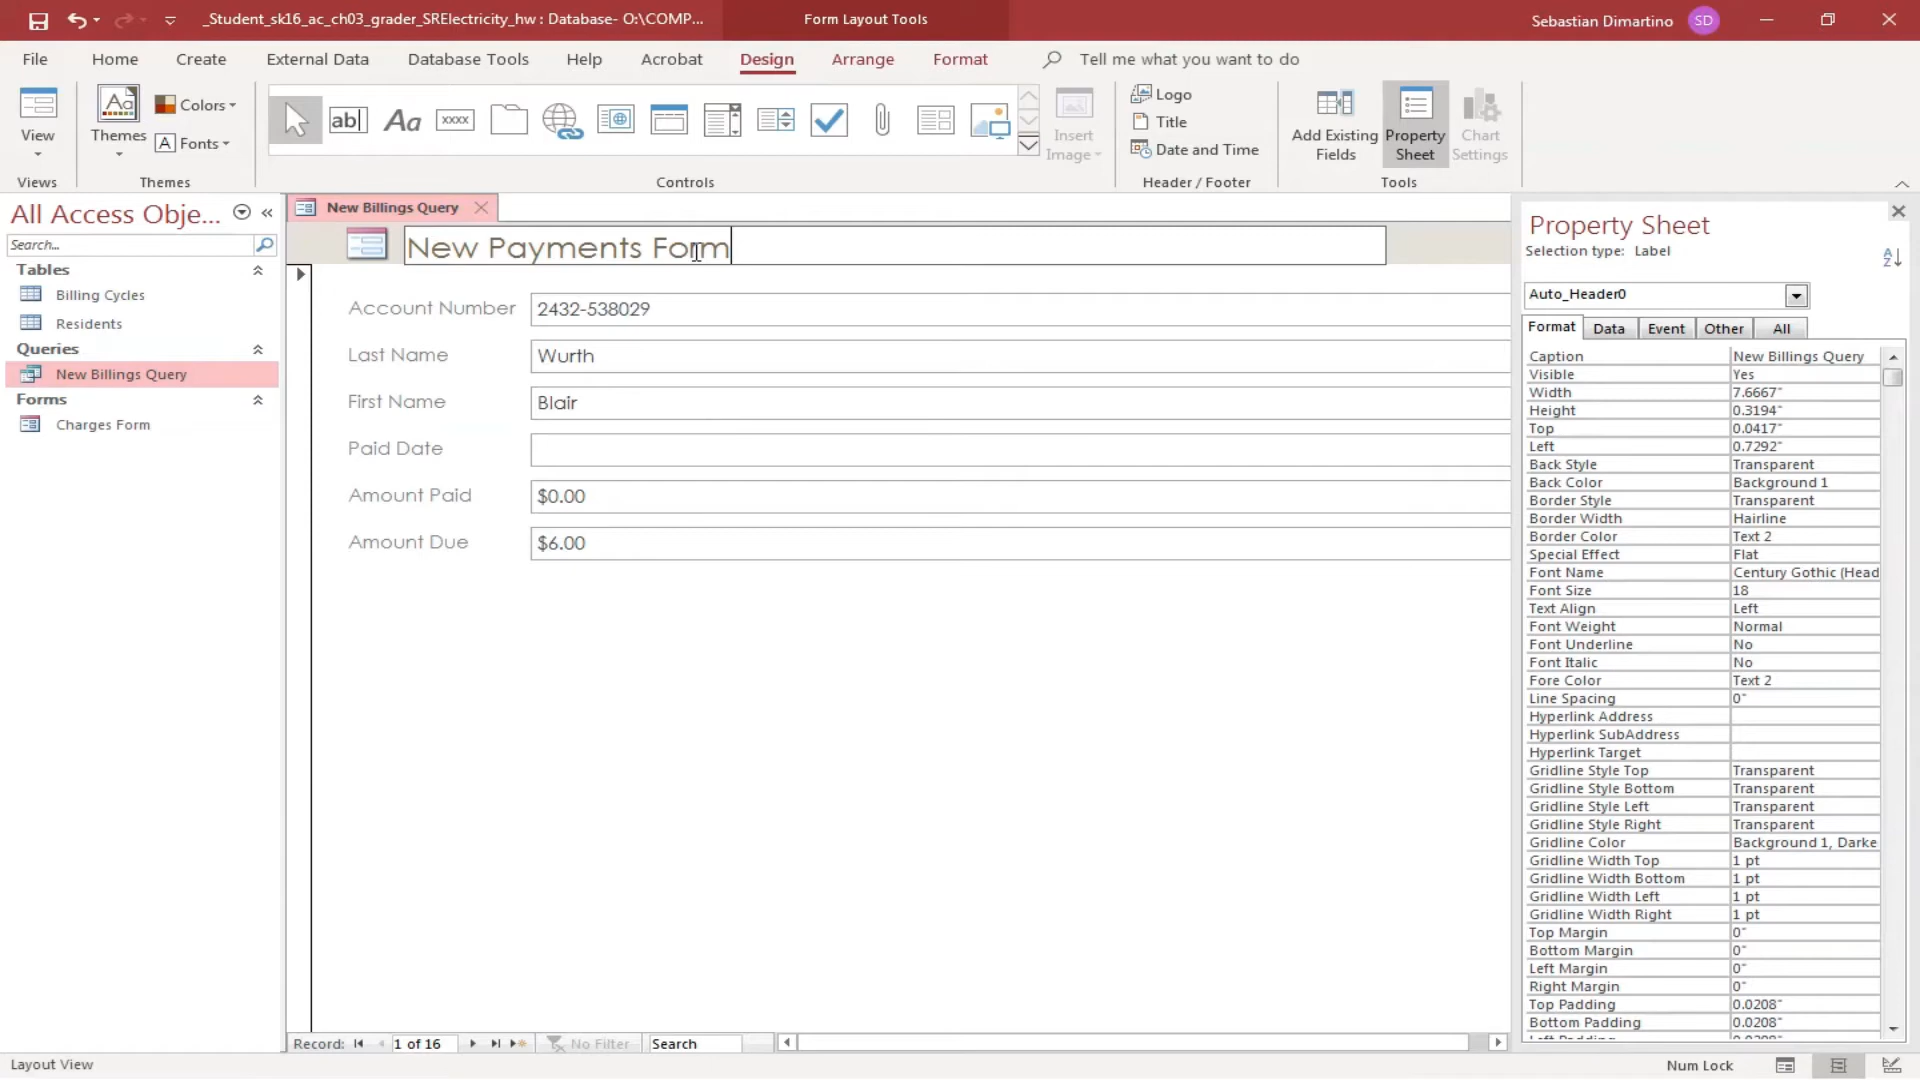 _Student_sk16_ac_ch03_grader_SRElectricity_hw : Database- O:\COMP...
Form Layout Tools
Sebastian Dimartino
SD
File
Home
Create
External Data
Database Tools
Help
Acrobat
Design
Arrange
Format
Tell me what you want to do
View
Views
Aa
Themes
Colors
A Fonts
Themes
ab|
Aa
xxxx
Controls
Insert
Image
Logo
Title
Date and Time
Header / Footer
Add Existing
Fields
Property
Sheet
Chart
Settings
Tools
All Access Obje...
Search...
Tables
Billing Cycles
Residents
Queries
New Billings Query
Forms
Charges Form
New Billings Query
New Payments Form
Account Number 2432-538029
Last Name Wurth
First Name Blair
Paid Date
Amount Paid $0.00
Amount Due $6.00
Record: 1 of 16 No Filter Search
Property Sheet
Selection type: Label
A
Z
Auto_Header0
Format Data Event Other All
Caption New Billings Query
Visible Yes
Width 7.6667"
Height 0.3194"
Top 0.0417"
Left 0.7292"
Back Style Transparent
Back Color Background 1
Border Style Transparent
Border Width Hairline
Border Color Text 2
Special Effect Flat
Font Name Century Gothic (Head
Font Size 18
Text Align Left
Font Weight Normal
Font Underline No
Font Italic No
Fore Color Text 2
Line Spacing 0"
Hyperlink Address
Hyperlink SubAddress
Hyperlink Target
Gridline Style Top Transparent
Gridline Style Bottom Transparent
Gridline Style Left Transparent
Gridline Style Right Transparent
Gridline Color Background 1, Darke
Gridline Width Top 1 pt
Gridline Width Bottom 1 pt
Gridline Width Left 1 pt
Gridline Width Right 1 pt
Top Margin 0"
Bottom Margin 0"
Left Margin 0"
Right Margin 0"
Top Padding 0.0208"
Bottom Padding 0.0208"
Layout View
Num Lock